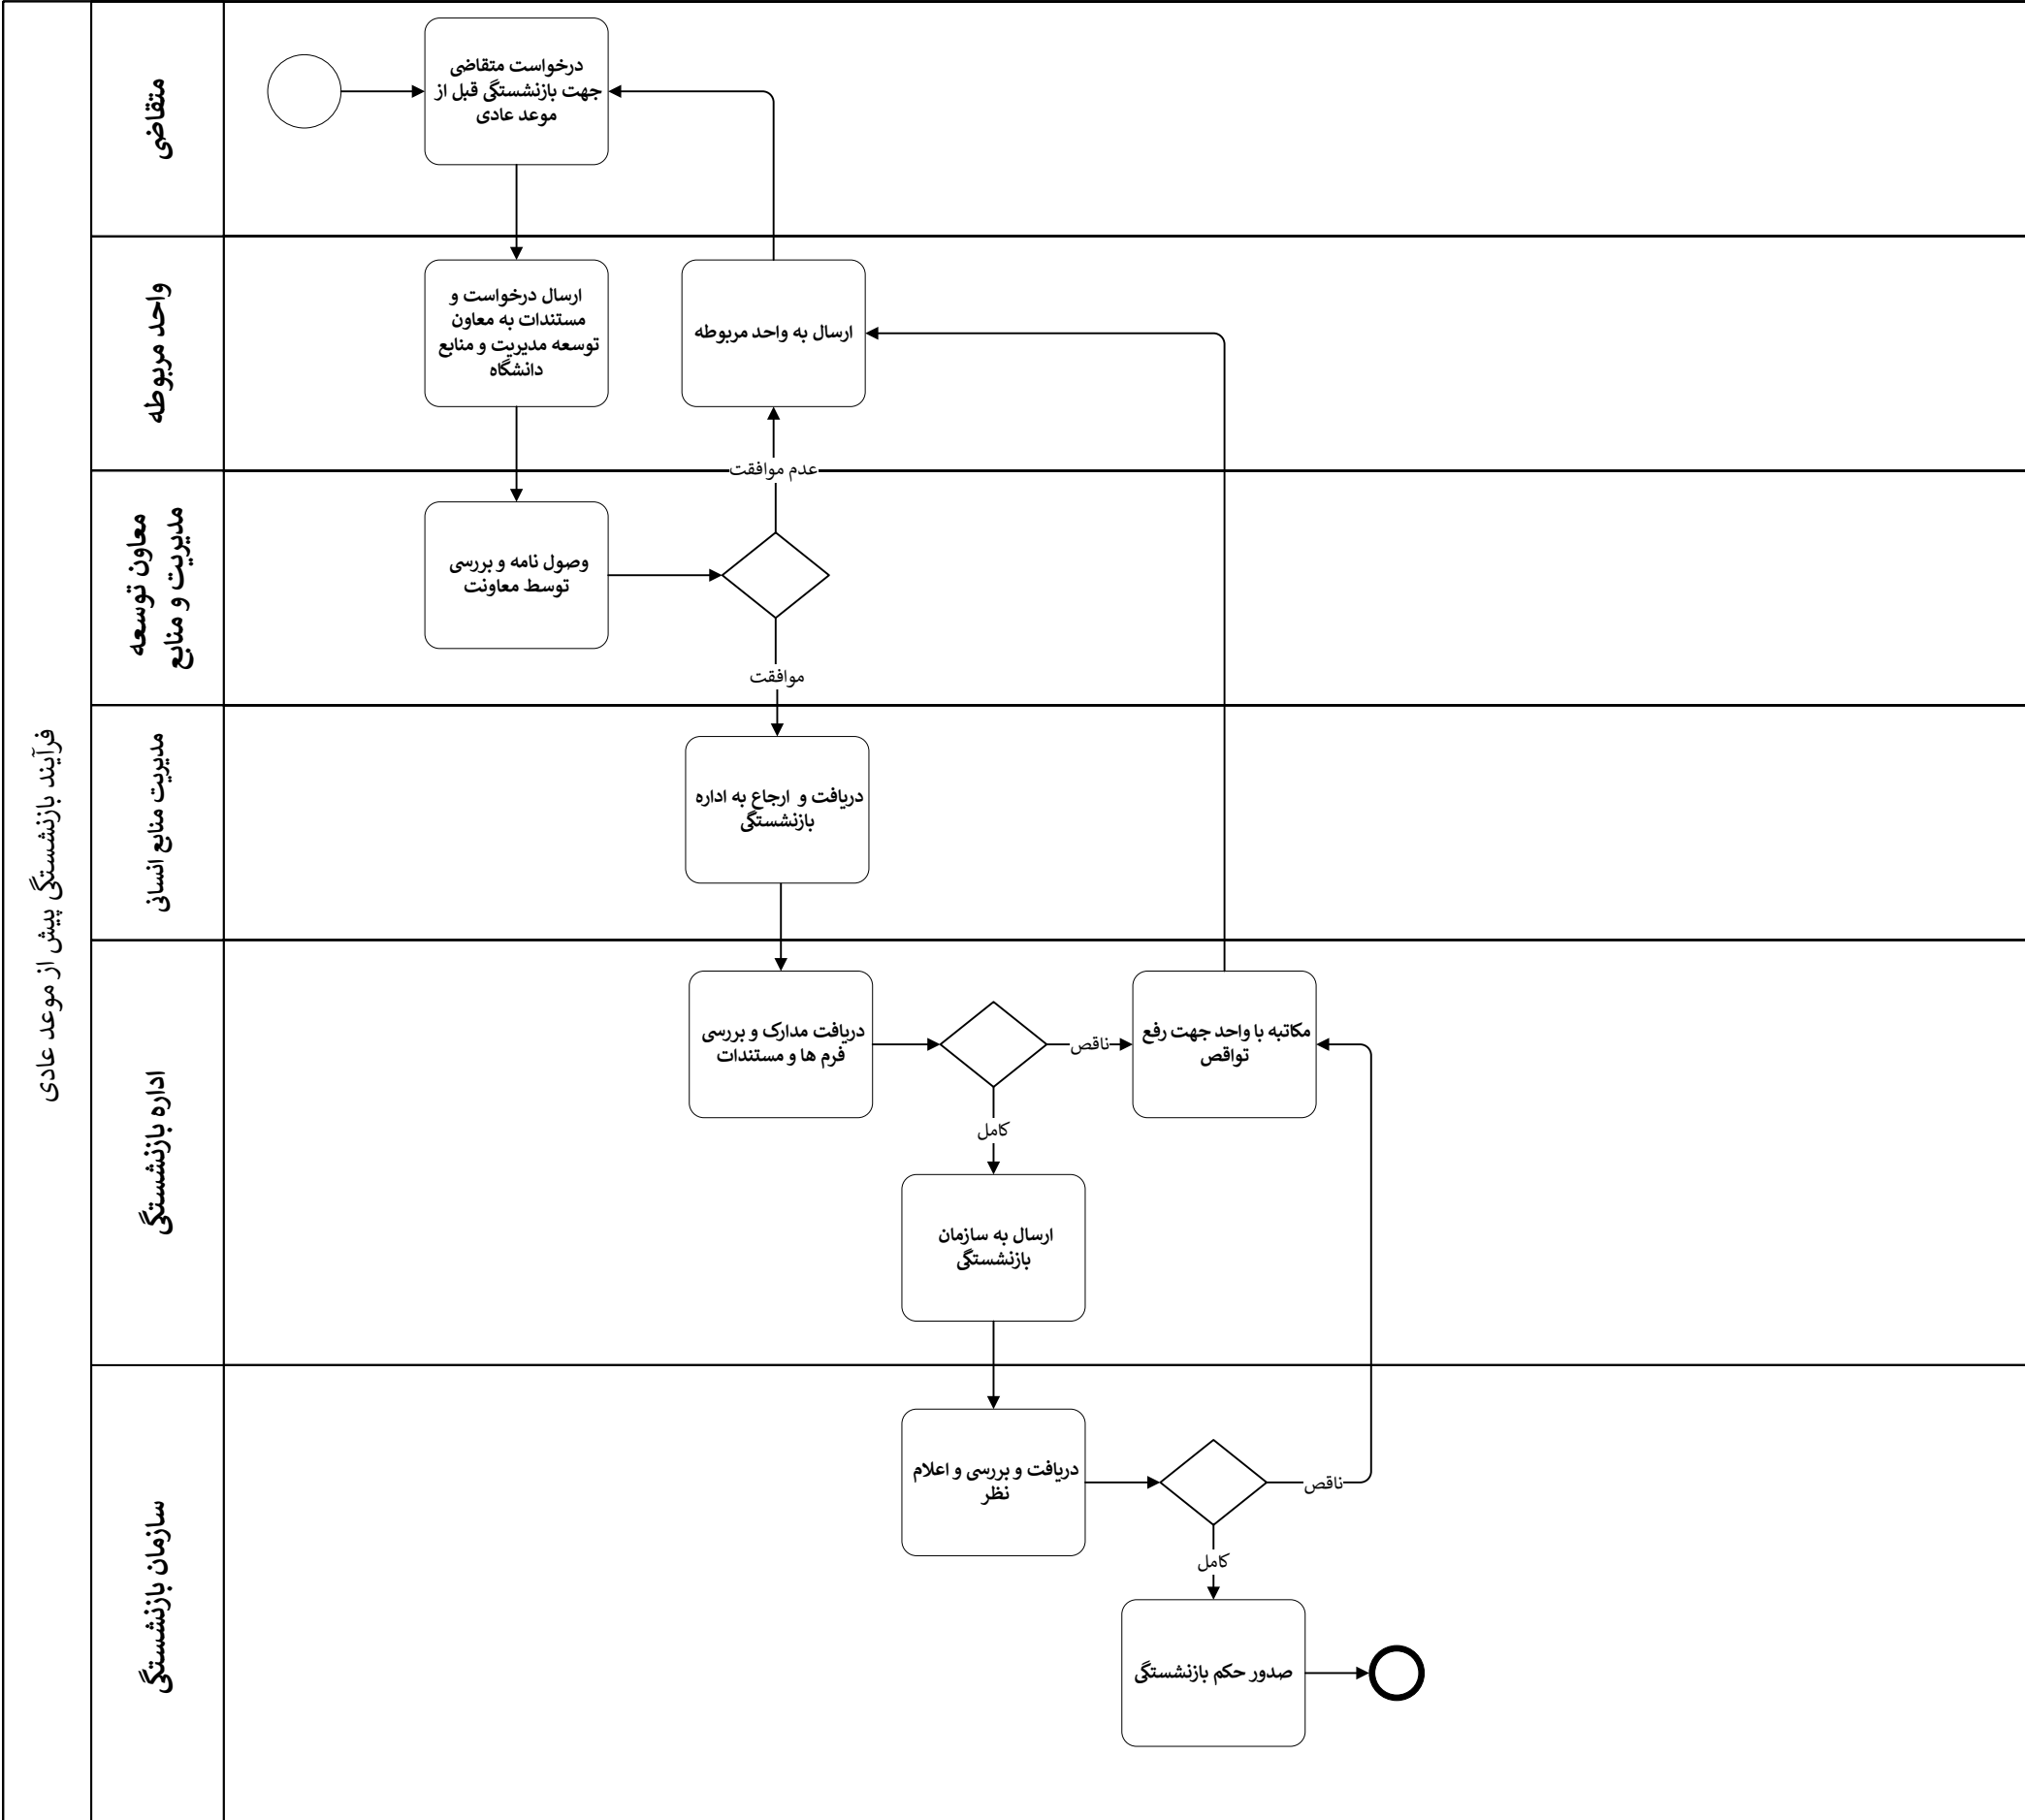 فرآیند بازنشستگی پیش از موعد عادی
متقاضی
درخواست متقاضی
جهت بازنشستگی قبل از
موعد عادی
واحد مربوطه
ارسال درخواست و
مستندات به معاون
توسعه مدیریت و منابع
دانشگاه
ارسال به واحد مربوطه
عدم موافقت
معاون توسعه
مدیریت و منابع
وصول نامه و بررسی
توسط معاونت
موافقت
مدیریت منابع انسانی
دریافت و ارجاع به اداره
بازنشستگی
اداره بازنشستگی
دریافت مدارک و بررسی
فرم ها و مستندات
ناقص
مکاتبه با واحد جهت رفع
تواقص
کامل
ارسال به سازمان
بازنشستگی
سازمان بازنشستگی
دریافت و بررسی و اعلام
نظر
ناقص
کامل
صدور حکم بازنشستگی